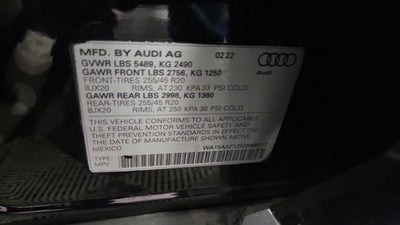 MFD. BY AUDI AG 02/22
GVWR LBS 5489, KG 2490
GAWR FRONT LBS 2756, KG 1250
FRONT-TIRES 255/45 R20
8JX20 RIMS, AT 230 KPA 33 PSI COLD
GAWR REAR LBS 2998, KG 1360
REAR-TIRES 255/45 R20
8JX20 RIMS, AT 250 KPA 36 PSI COLD
THIS VEHICLE CONFORMS TO ALL APPLICABLE
U.S. FEDERAL MOTOR VEHICLE SAFETY AND
THEFT PREVENTION STANDARDS IN EFFECT ON
THE DATE OF MANUFACTURE SHOWN ABOVE.
MEXICO
TYPE:
MPV
Audi